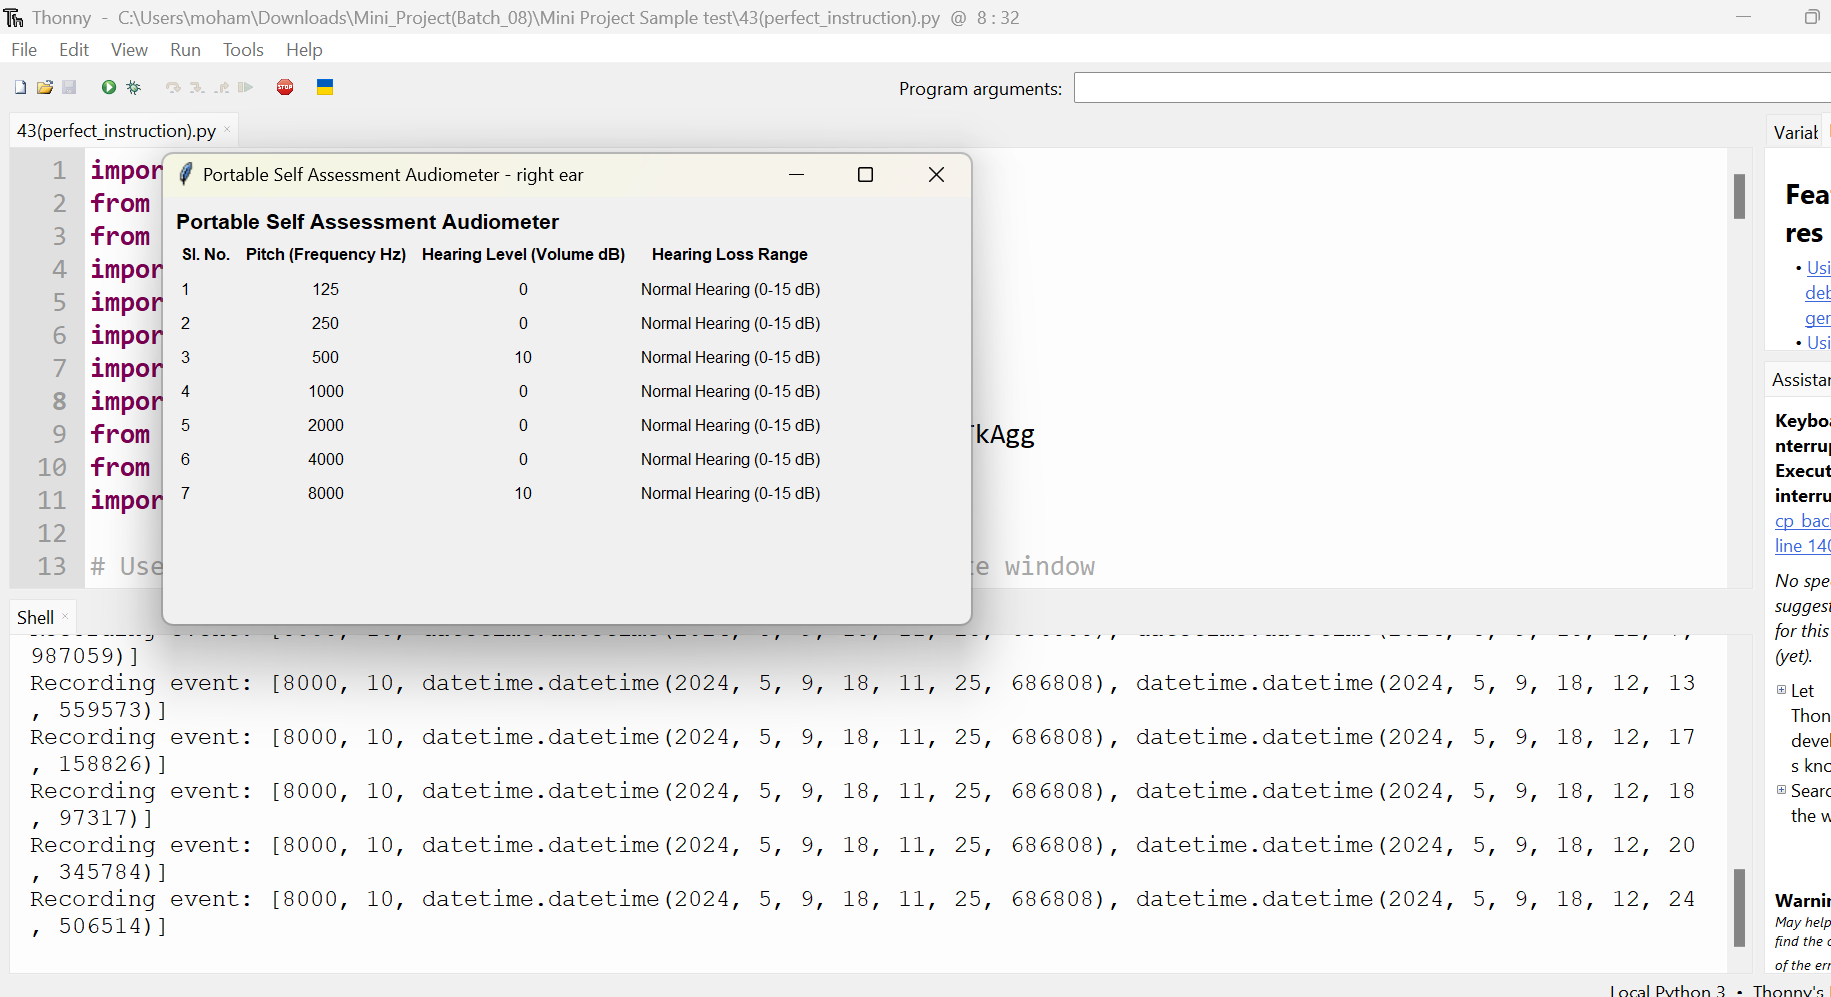 Thonny - C:\Users\moham\Downloads\Mini_Project(Batch_08)\Mini Project Sample test\43(perfect_instruction).py @ 8 : 32
File Edit View Run Tools Help
STOP
Program arguments:
43(perfect_instruction).py
1 impor
2 from
3 from
4 impor
5 impor
6 impor
7 impor
8 impor
9 from kAgg
10 from
11 impor
12
13 # Use e window
Portable Self Assessment Audiometer - right ear
Portable Self Assessment Audiometer
Sl. No. Pitch (Frequency Hz) Hearing Level (Volume dB) Hearing Loss Range
1 125 0 Normal Hearing (0-15 dB)
2 250 0 Normal Hearing (0-15 dB)
3 500 10 Normal Hearing (0-15 dB)
4 1000 0 Normal Hearing (0-15 dB)
5 2000 0 Normal Hearing (0-15 dB)
6 4000 0 Normal Hearing (0-15 dB)
7 8000 10 Normal Hearing (0-15 dB)
Shell
987059)]
Recording event: [8000, 10, datetime.datetime(2024, 5, 9, 18, 11, 25, 686808), datetime.datetime(2024, 5, 9, 18, 12, 13
, 559573)]
Recording event: [8000, 10, datetime.datetime(2024, 5, 9, 18, 11, 25, 686808), datetime.datetime(2024, 5, 9, 18, 12, 17
, 158826)]
Recording event: [8000, 10, datetime.datetime(2024, 5, 9, 18, 11, 25, 686808), datetime.datetime(2024, 5, 9, 18, 12, 18
, 97317)]
Recording event: [8000, 10, datetime.datetime(2024, 5, 9, 18, 11, 25, 686808), datetime.datetime(2024, 5, 9, 18, 12, 20
, 345784)]
Recording event: [8000, 10, datetime.datetime(2024, 5, 9, 18, 11, 25, 686808), datetime.datetime(2024, 5, 9, 18, 12, 24
, 506514)]
Variab
Fea
res
• Usi
deb
ger
• Usi
Assistan
Keyboa
nterrup
Execut
interru
cp_bac
line 140
No spe
suggest
for this
(yet).
Let
Thon
devel
s kno
Searc
the w
Warnin
May help
find the c
of the err
Local Python 3 • Thonny's